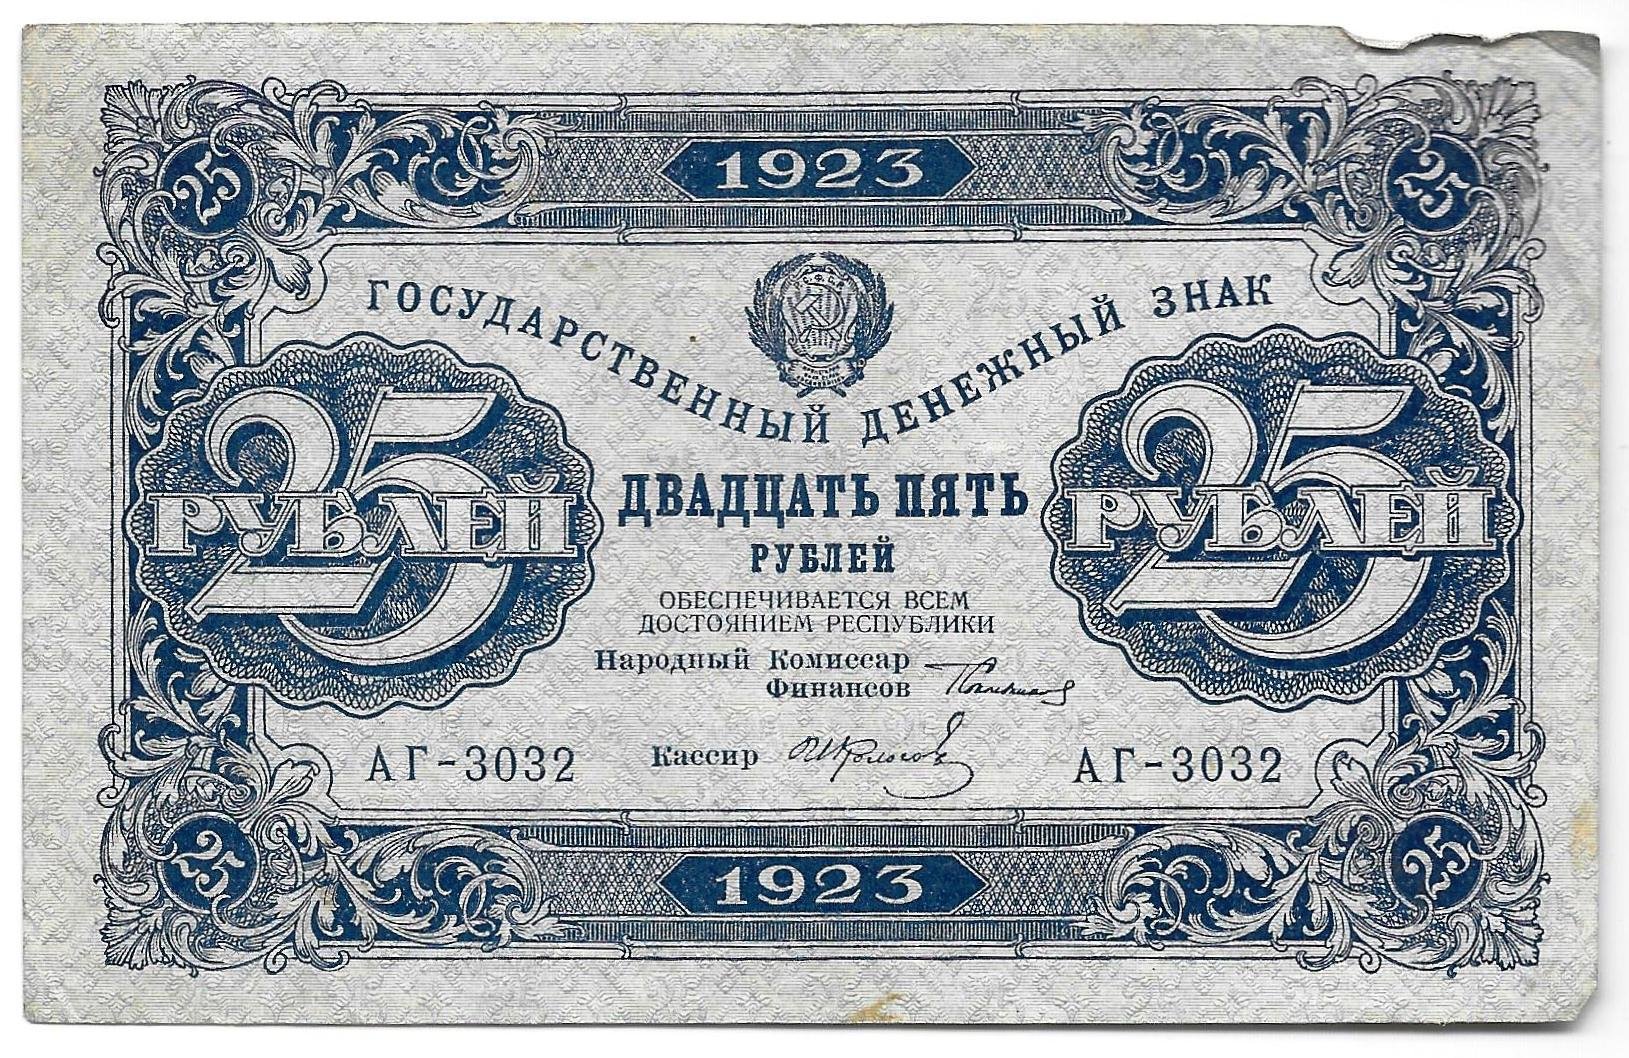 25
1923
25
Р.С.Ф.С.Р.
ГОСУДАРСТВЕННЫЙ ДЕНЕЖНЫЙ ЗНАК
25
РУБЛЕЙ
25
РУБЛЕЙ
ДВАДЦАТЬ ПЯТЬ
РУБЛЕЙ
ОБЕСПЕЧИВАЕТСЯ ВСЕМ
ДОСТОЯНИЕМ РЕСПУБЛИКИ
Народный Комиссар
Финансов
АГ-3032
Кассир
АГ-3032
25
1923
25